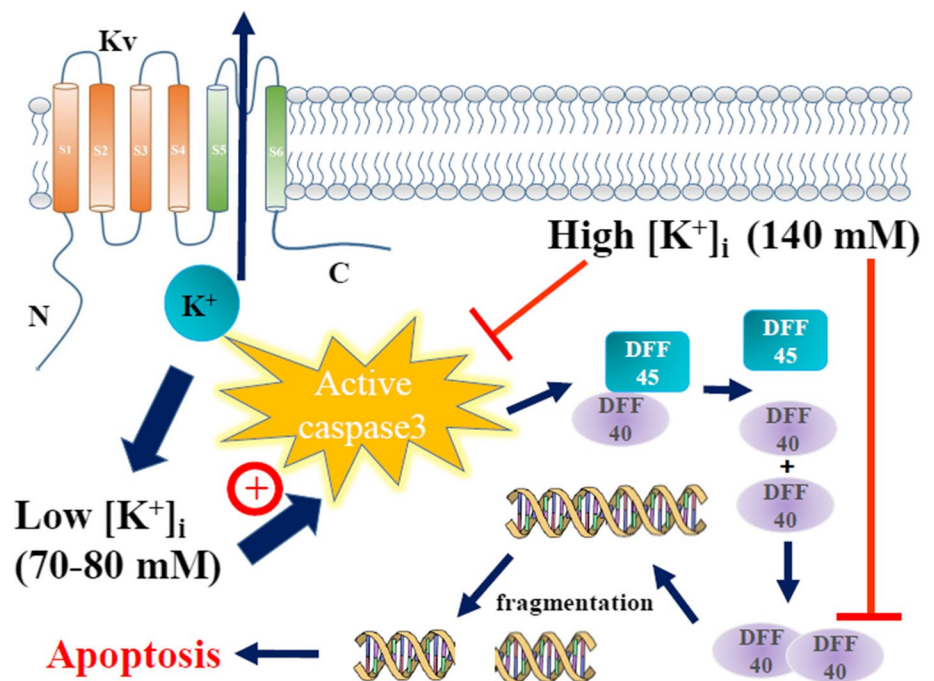 Kv
S1
S2
S3
S4
S5
S6
N
C
K⁺
High [K⁺]ᵢ (140 mM)
Active
caspase3
DFF
45
DFF
40
DFF
45
DFF
40
+
DFF
40
+
Low [K⁺]ᵢ
(70-80 mM)
fragmentation
DFF
40
DFF
40
Apoptosis